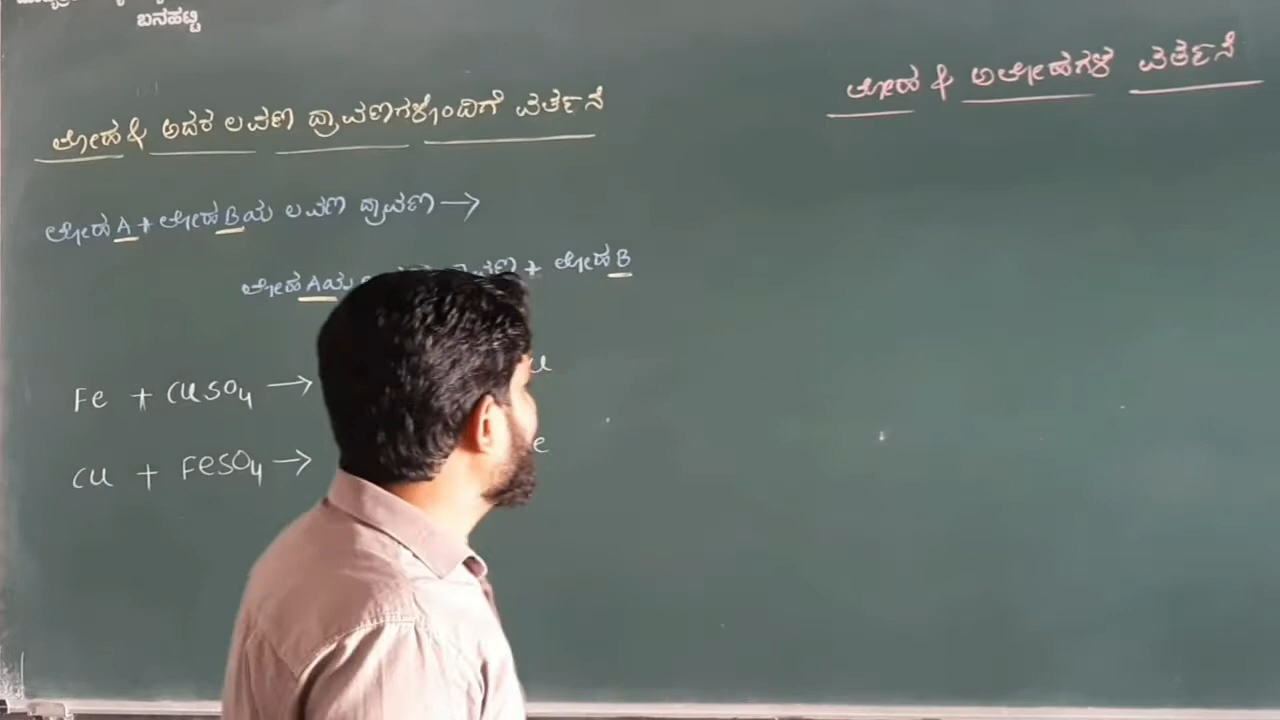 ಬನಹಟ್ಟಿ
ಲೋಹ & ಅದರ ಲವಣ ದ್ರಾವಣಗಳೊಂದಿಗೆ ವರ್ತನೆ
ಲೋಹ & ಅಲೋಹಗಳ ವರ್ತನೆ
ಲೋಹ A + ಲೋಹ B ಯ ಲವಣ ದ್ರಾವಣ →
ಲೋಹ A ಯ + ಲೋಹ B
Fe + CuSO4 →
Cu + FeSO4 →